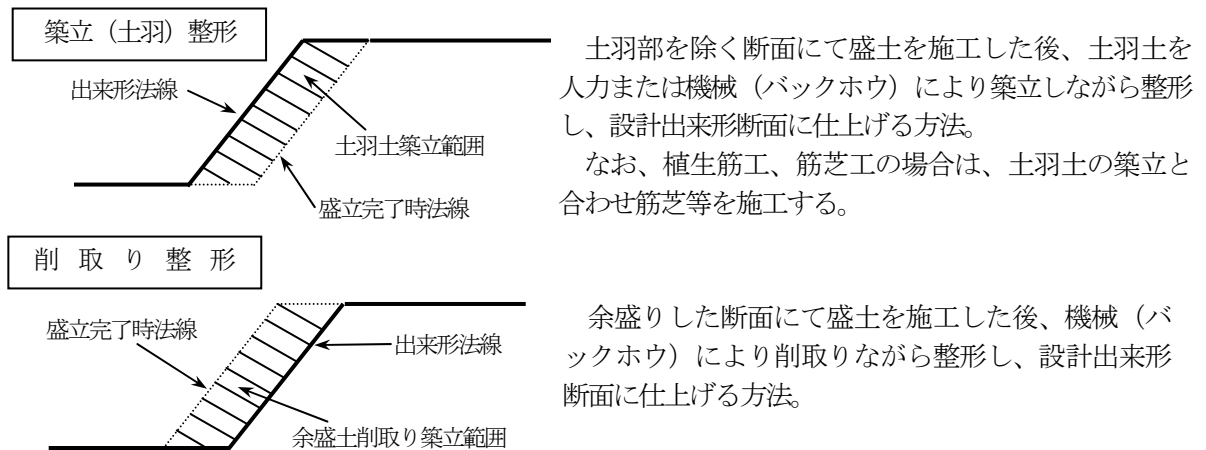 築立（土羽）整形
出来形法線
土羽土築立範囲
盛立完了時法線
土羽部を除く断面にて盛土を施工した後、土羽土を
人力または機械（バックホウ）により築立しながら整形
し、設計出来形断面に仕上げる方法。
なお、植生筋工、筋芝工の場合は、土羽土の築立と
合わせ筋芝等を施工する。
削取り整形
盛立完了時法線
出来形法線
余盛土削取り築立範囲
余盛りした断面にて盛土を施工した後、機械（バ
ックホウ）により削取りながら整形し、設計出来形
断面に仕上げる方法。